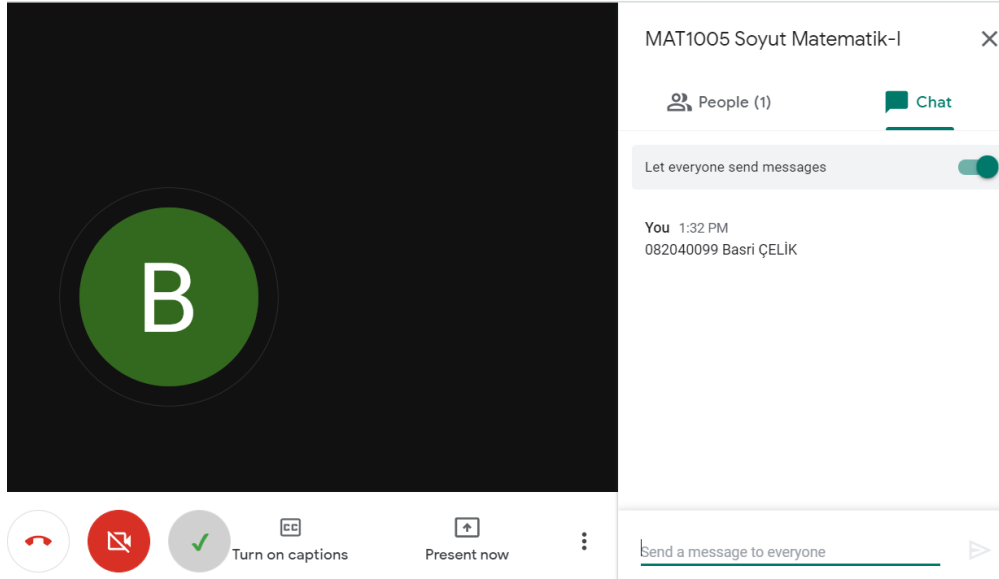 MAT1005 Soyut Matematik-I
People (1)
Chat
Let everyone send messages
You 1:32 PM
082040099 Basri ÇELİK
B
CC
Turn on captions
Present now
Send a message to everyone